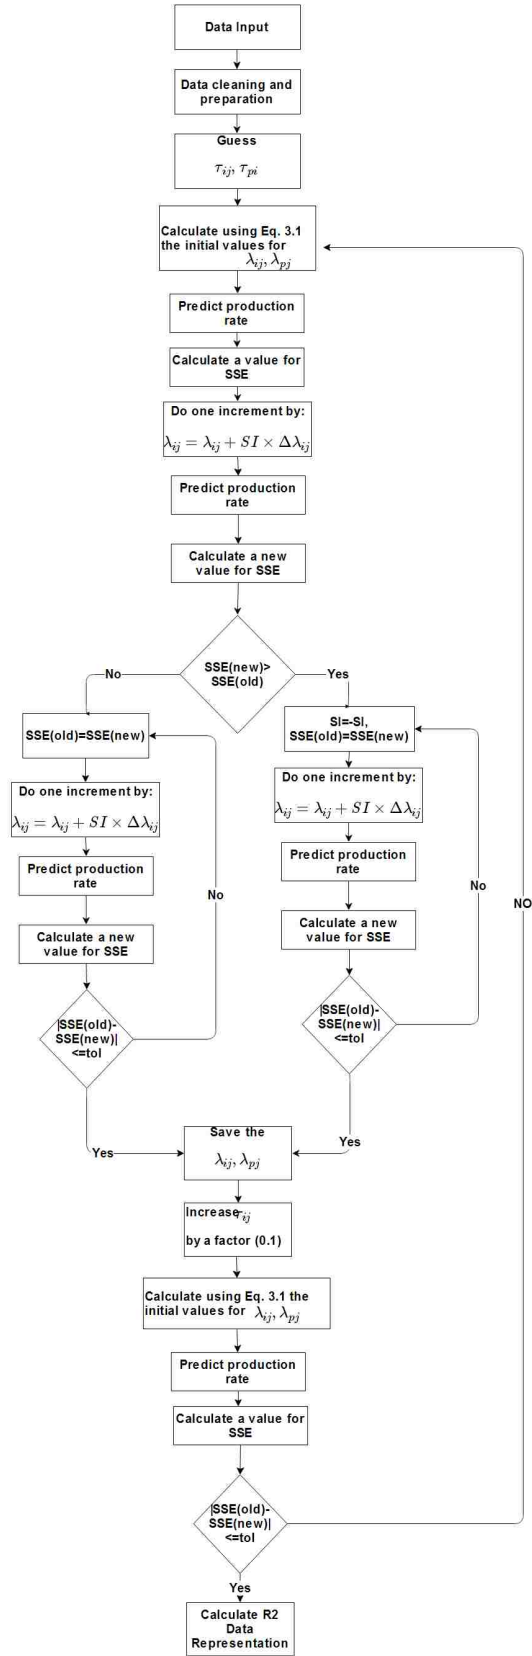 Data Input
Data cleaning and
preparation
Guess
τij, τpi
Calculate using Eq. 3.1
the initial values for
λij, λpj
Predict production
rate
Calculate a value for
SSE
Do one increment by:
λij = λij + SI × Δλij
Predict production
rate
Calculate a new
value for SSE
SSE(new)>
SSE(old)
No
Yes
SSE(old)=SSE(new)
Do one increment by:
λij = λij + SI × Δλij
Predict production
rate
Calculate a new
value for SSE
|SSE(old)-
SSE(new)|
<=tol
No
Yes
SI=-SI,
SSE(old)=SSE(new)
Do one increment by:
λij = λij + SI × Δλij
Predict production
rate
Calculate a new
value for SSE
|SSE(old)-
SSE(new)|
<=tol
No
Yes
Save the
λij, λpj
Increase τij
by a factor (0.1)
Calculate using Eq. 3.1 the
initial values for λij, λpj
Predict production
rate
Calculate a value for
SSE
|SSE(old)-
SSE(new)|
<=tol
NO
Yes
Calculate R2
Data
Representation